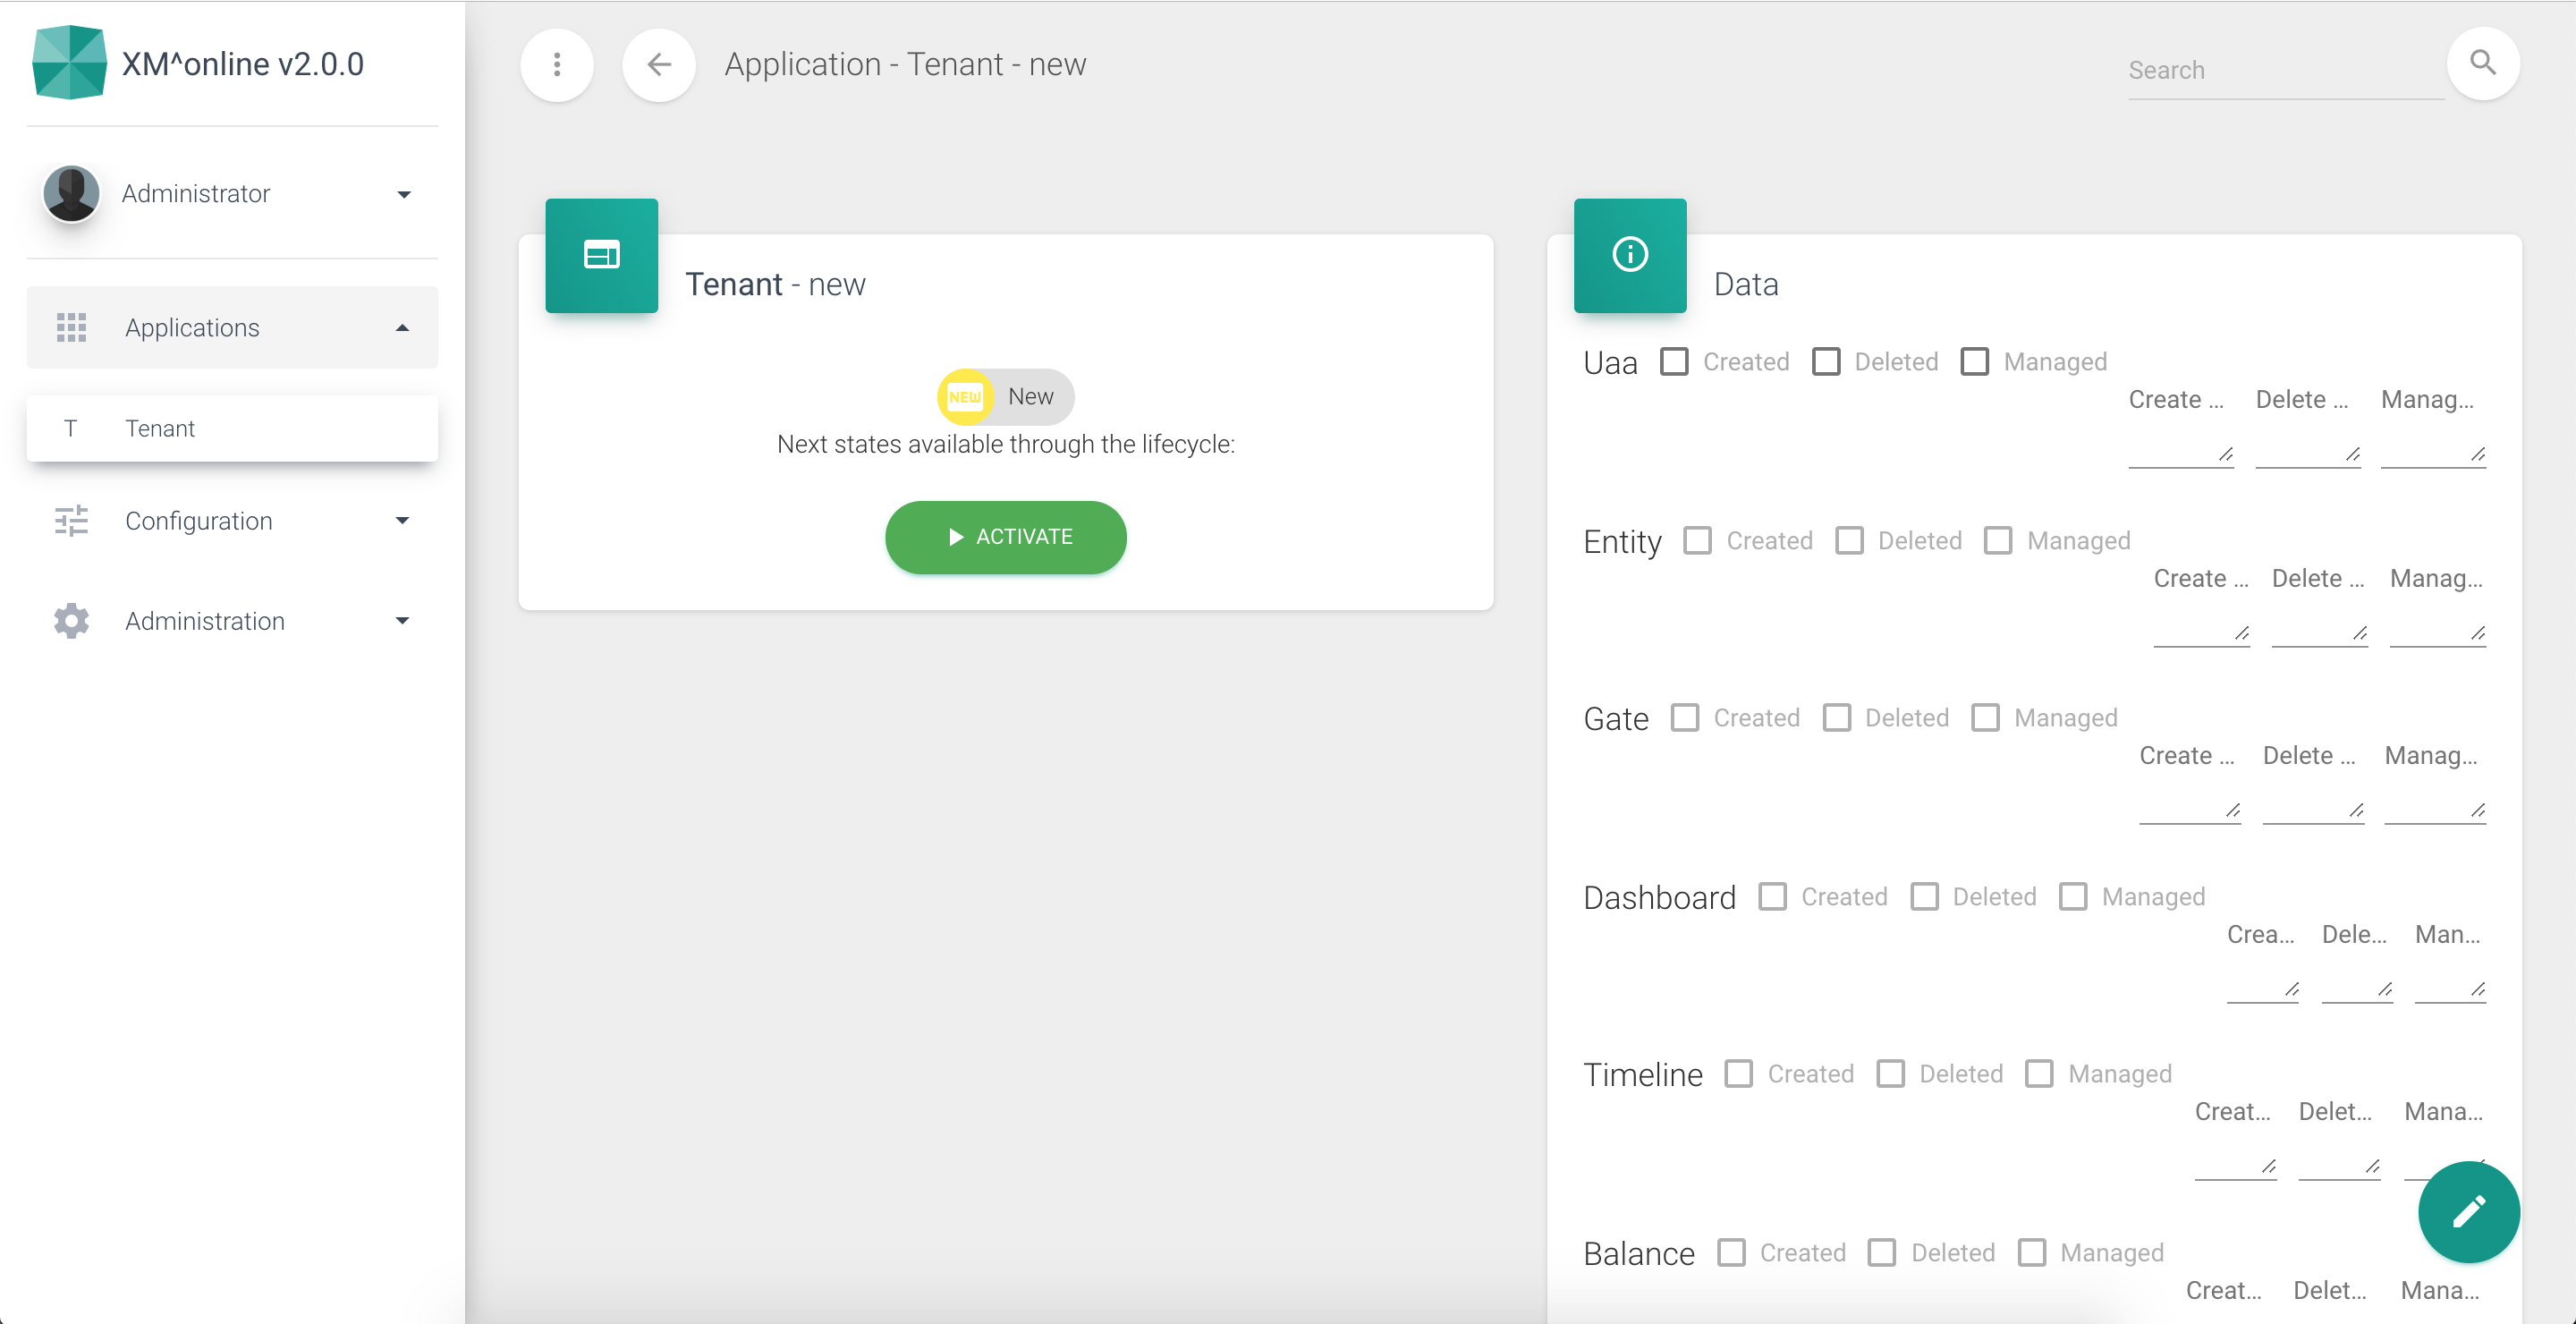 XM^online v2.0.0
Administrator
Applications
T Tenant
Configuration
Administration
Application - Tenant - new
Search
Tenant - new
NEW New
Next states available through the lifecycle:
ACTIVATE
Data
Uaa Created Deleted Managed
Create ... Delete ... Manag...
Entity Created Deleted Managed
Create ... Delete ... Manag...
Gate Created Deleted Managed
Create ... Delete ... Manag...
Dashboard Created Deleted Managed
Crea... Dele... Man...
Timeline Created Deleted Managed
Creat... Delet... Mana...
Balance Created Deleted Managed
Creat... Delet... Mana...